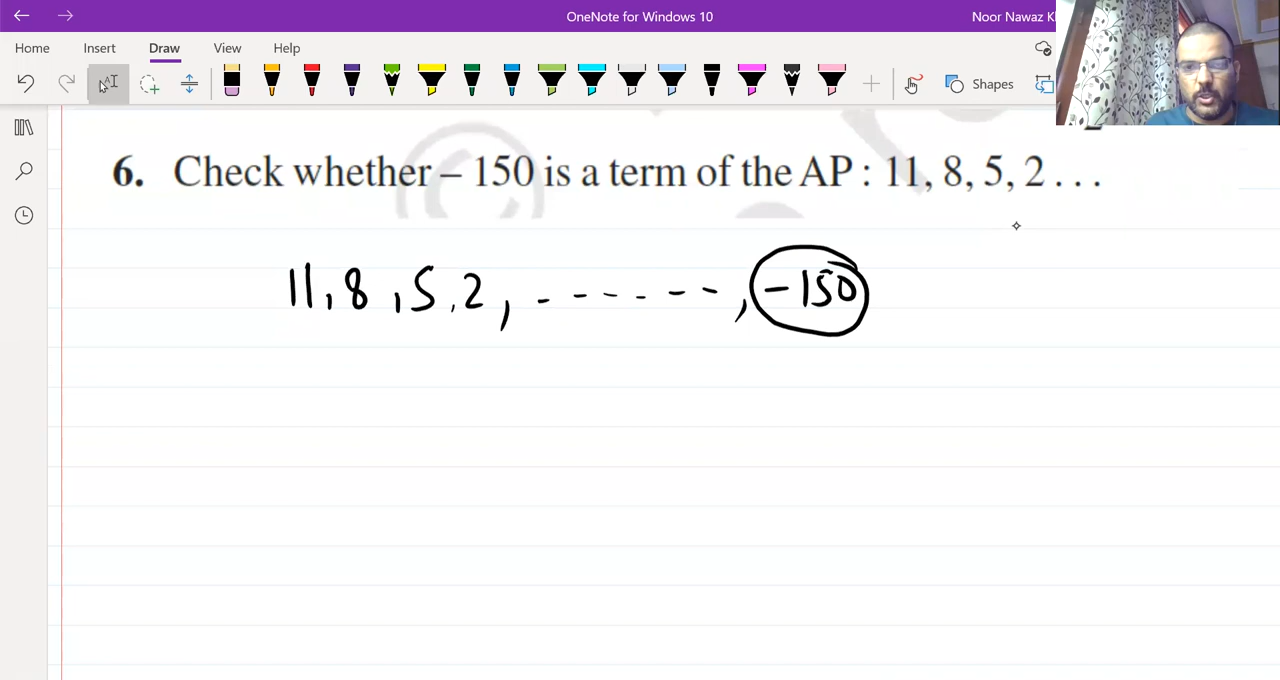 OneNote for Windows 10
Noor Nawaz
Home Insert Draw View Help
Shapes
6. Check whether – 150 is a term of the AP : 11, 8, 5, 2 . . .
11, 8, 5, 2, - - - - - - -, -150